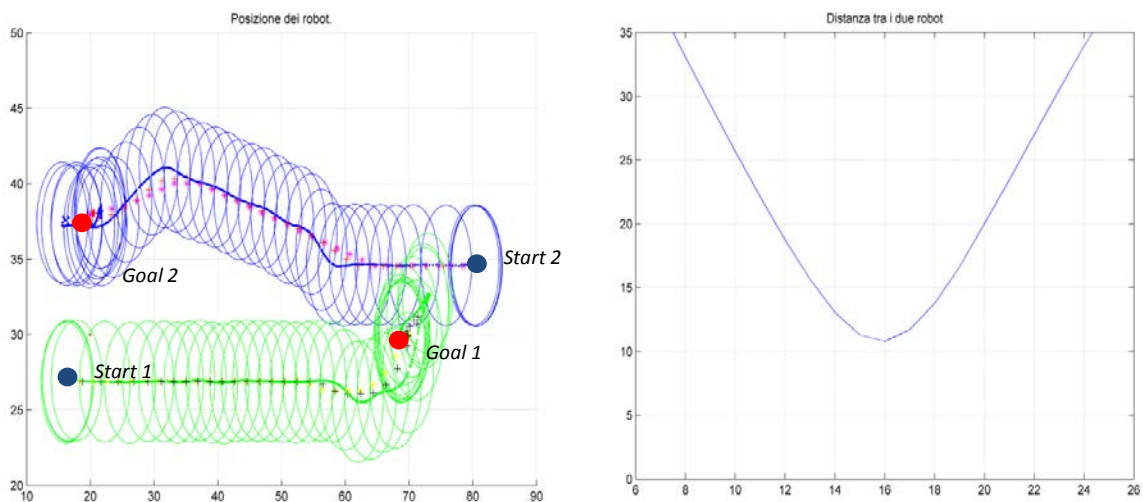 Posizione dei robot.
50
45
40
35
30
25
20
10 20 30 40 50 60 70 80 90
Goal 2
Start 2
Start 1
Goal 1
Distanza tra i due robot
35
30
25
20
15
10
5
0
6 8 10 12 14 16 18 20 22 24 26